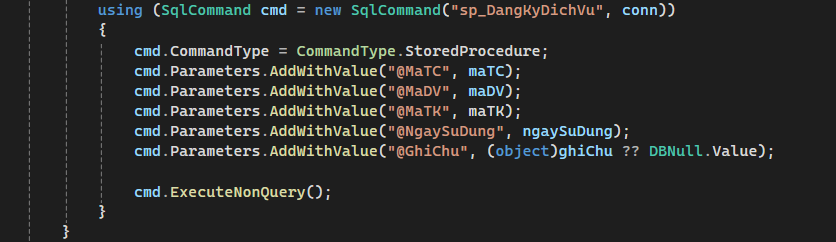 using (SqlCommand cmd = new SqlCommand("sp_DangKyDichVu", conn))
{
cmd.CommandType = CommandType.StoredProcedure;
cmd.Parameters.AddWithValue("@MaTC", maTC);
cmd.Parameters.AddWithValue("@MaDV", maDV);
cmd.Parameters.AddWithValue("@MaTK", maTK);
cmd.Parameters.AddWithValue("@NgaySuDung", ngaySuDung);
cmd.Parameters.AddWithValue("@GhiChu", (object)ghiChu ?? DBNull.Value);
cmd.ExecuteNonQuery();
}
}